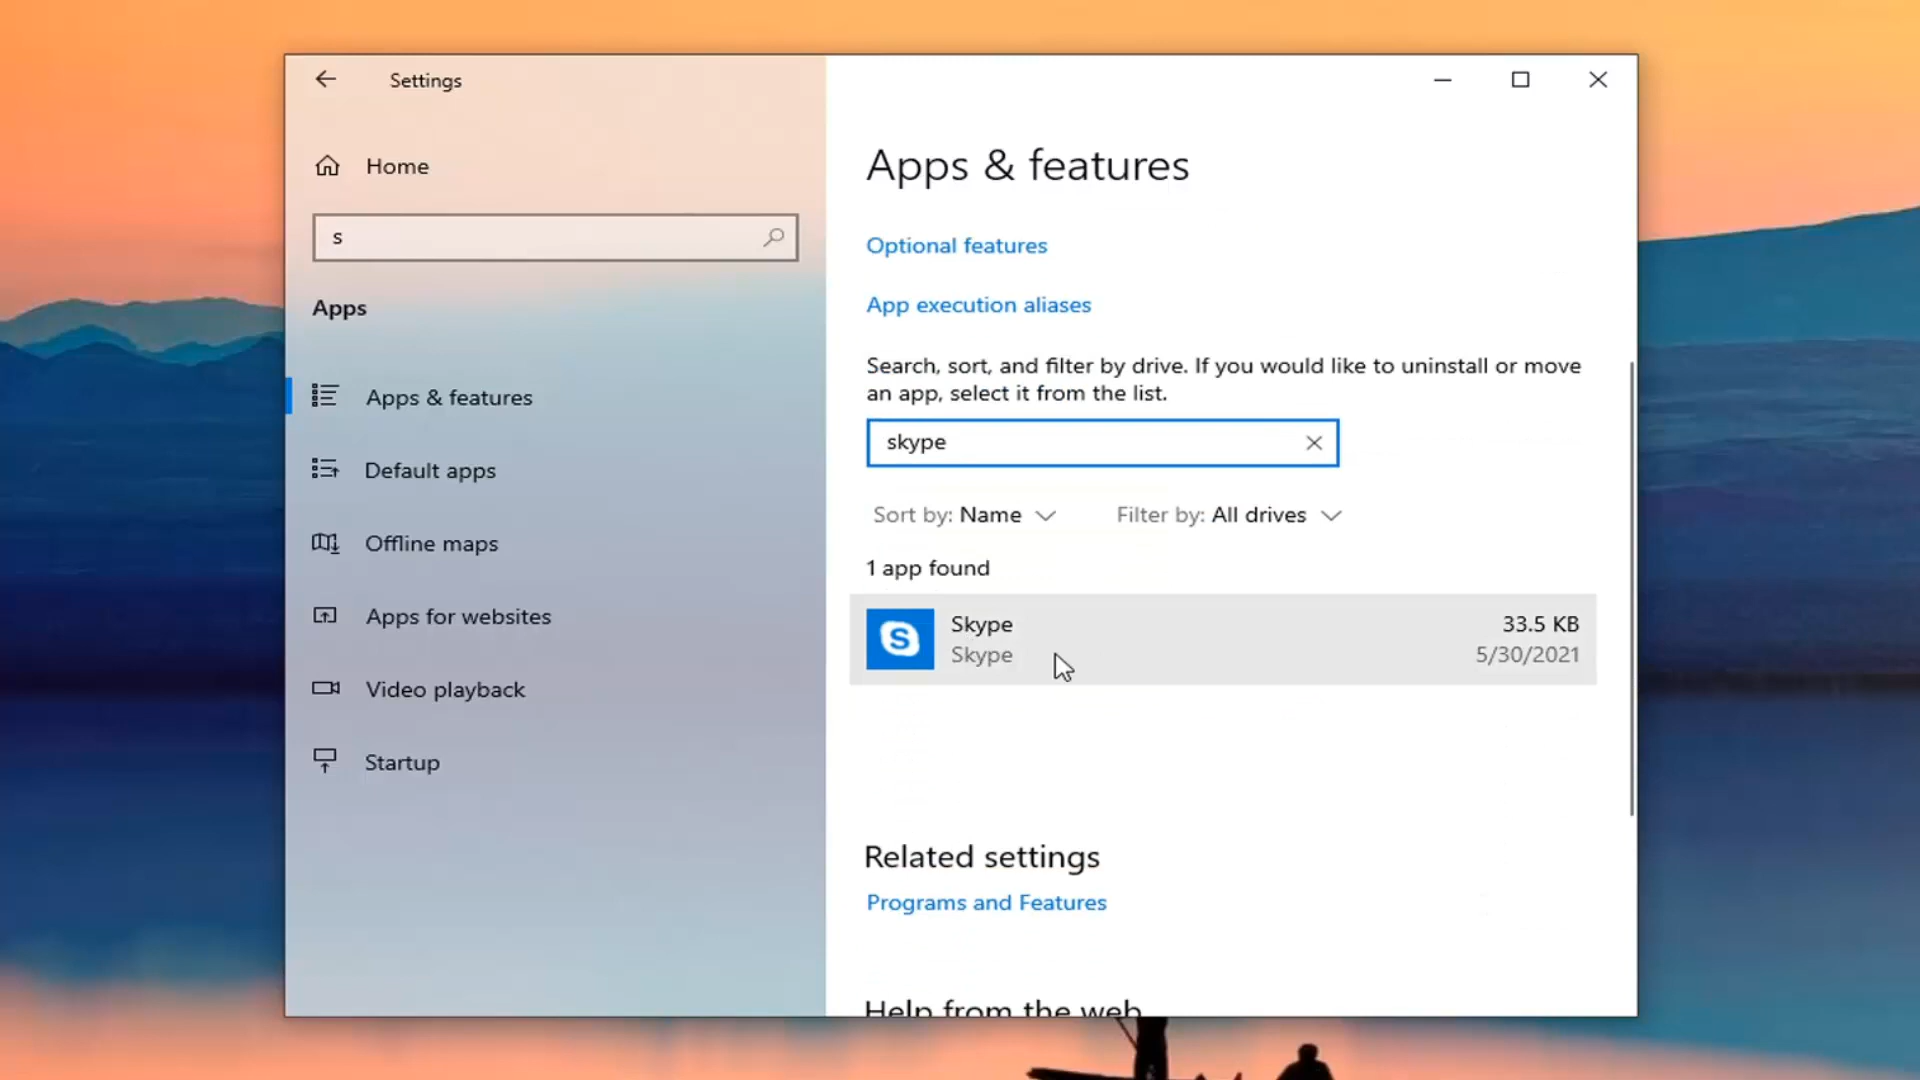 Settings
Home
s
Apps
Apps & features
Default apps
Offline maps
Apps for websites
Video playback
Startup
Apps & features
Optional features
App execution aliases
Search, sort, and filter by drive. If you would like to uninstall or move
an app, select it from the list.
skype
Sort by: Name Filter by: All drives
1 app found
Skype 33.5 KB
Skype 5/30/2021
Related settings
Programs and Features
Help from the web